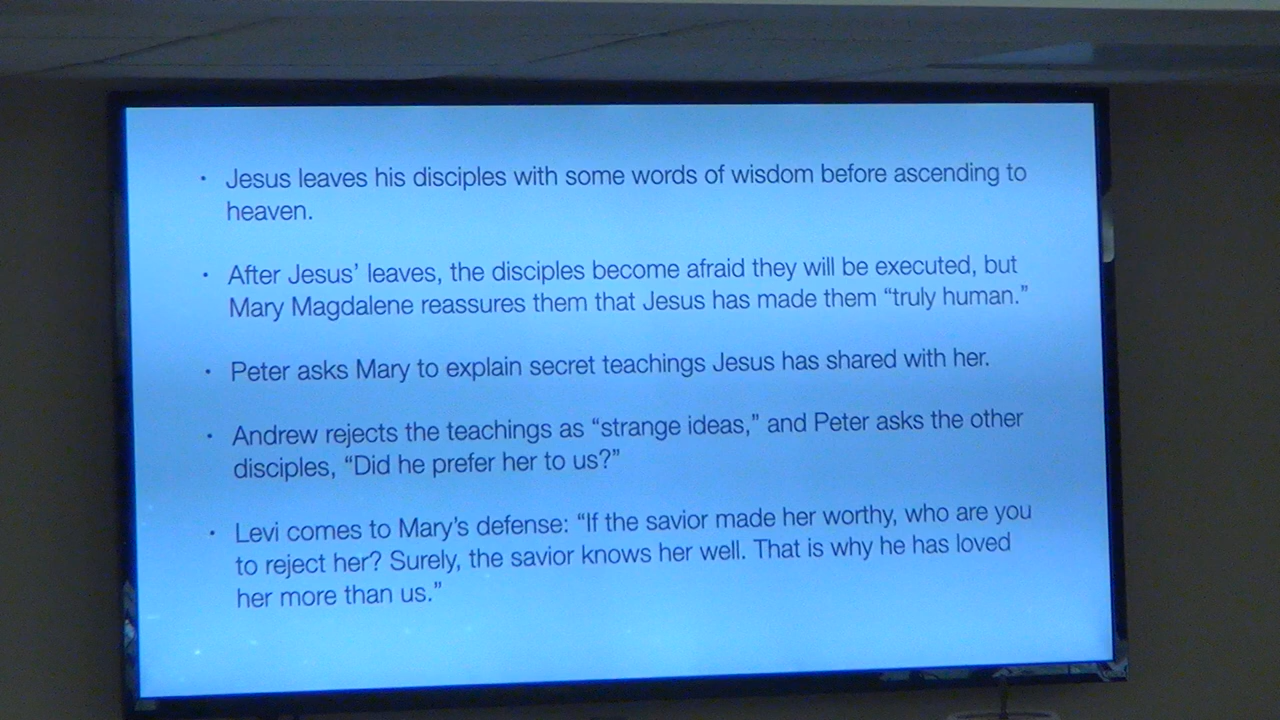 • Jesus leaves his disciples with some words of wisdom before ascending to
heaven.
• After Jesus’ leaves, the disciples become afraid they will be executed, but
Mary Magdalene reassures them that Jesus has made them “truly human.”
• Peter asks Mary to explain secret teachings Jesus has shared with her.
• Andrew rejects the teachings as “strange ideas,” and Peter asks the other
disciples, “Did he prefer her to us?”
• Levi comes to Mary’s defense: “If the savior made her worthy, who are you
to reject her? Surely, the savior knows her well. That is why he has loved
her more than us.”